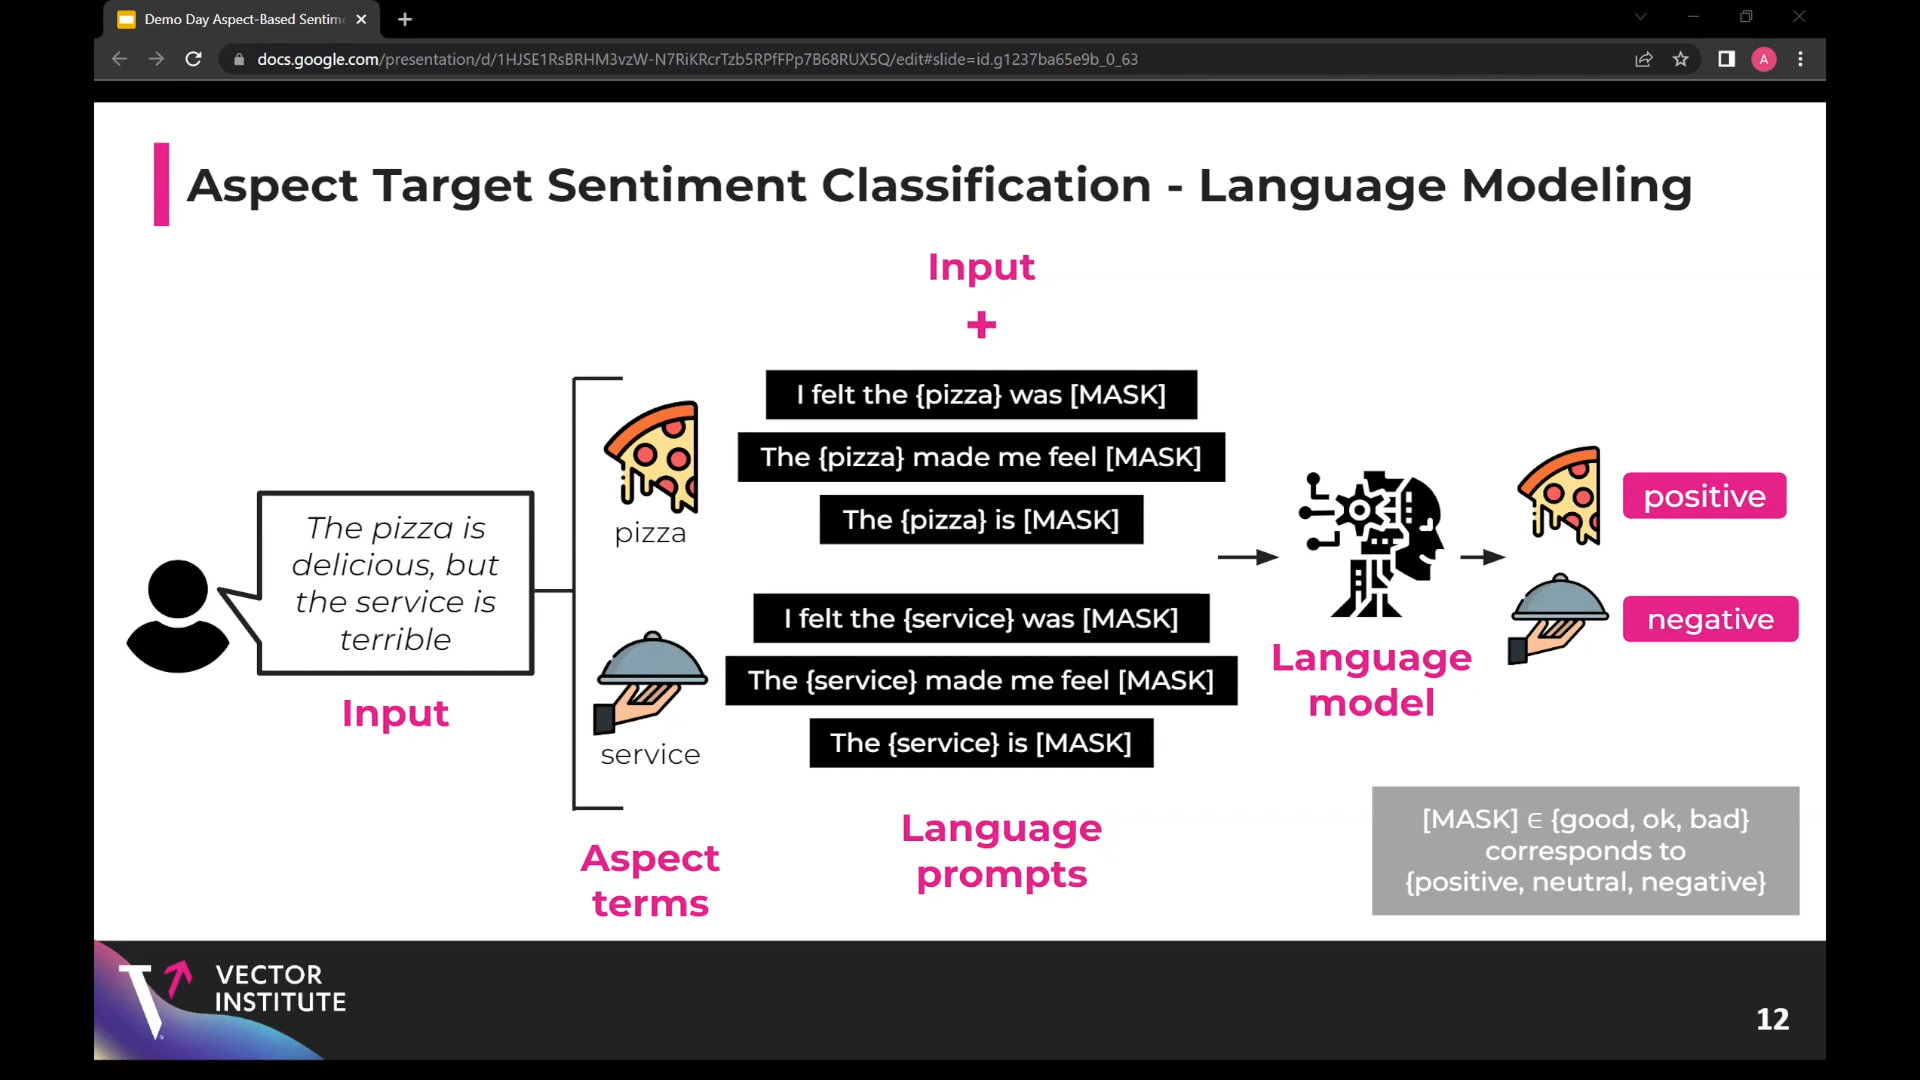 Demo Day Aspect-Based Sentim
docs.google.com/presentation/d/1HJSE1RsBRHM3vzW-N7RiKRcrTzb5RPfFPp7B68RUX5Q/edit#slide=id.g1237ba65e9b_0_63
A
Aspect Target Sentiment Classification - Language Modeling
Input
+
I felt the {pizza} was [MASK]
The {pizza} made me feel [MASK]
The {pizza} is [MASK]
pizza
The pizza is
delicious, but
the service is
terrible
Input
I felt the {service} was [MASK]
The {service} made me feel [MASK]
The {service} is [MASK]
service
Aspect
terms
Language
prompts
Language
model
positive
negative
[MASK] ∈ {good, ok, bad}
corresponds to
{positive, neutral, negative}
VECTOR
INSTITUTE
12